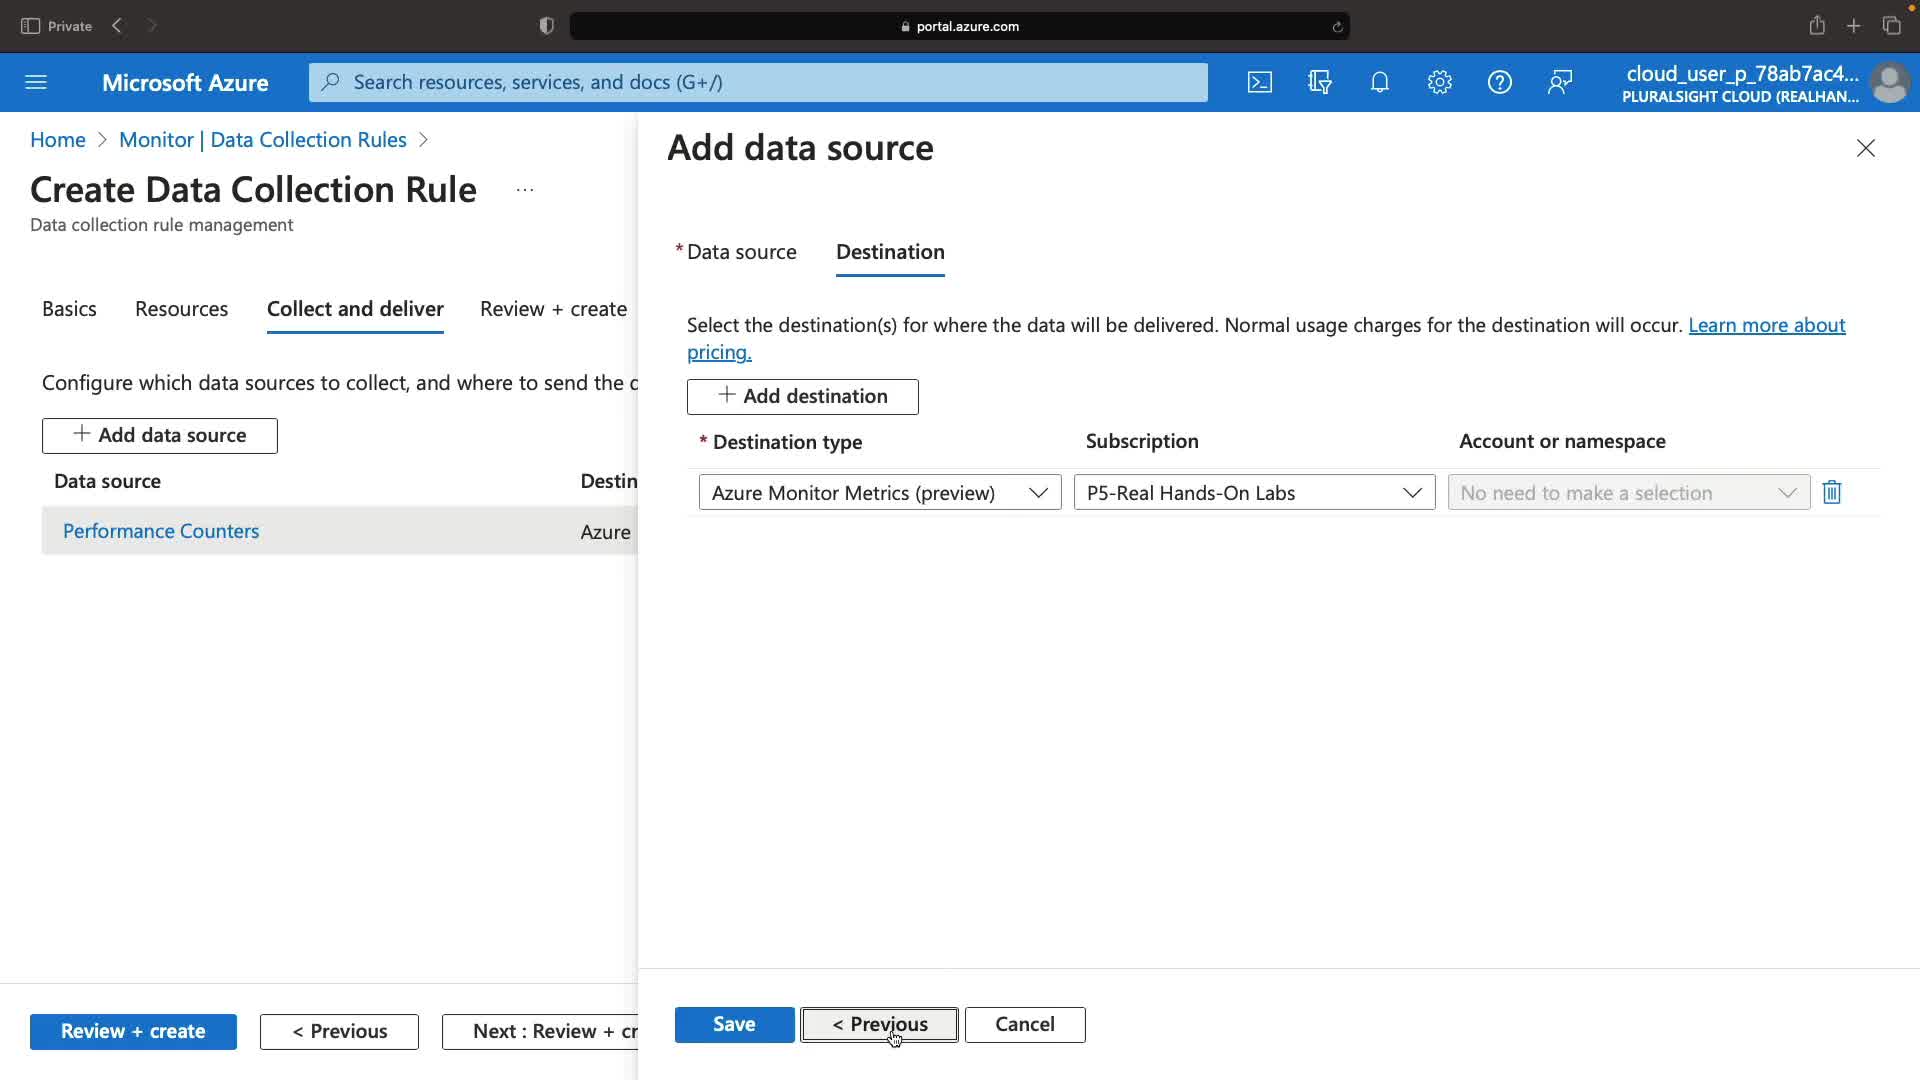 Private
portal.azure.com
Microsoft Azure
Search resources, services, and docs (G+/)
cloud_user_p_78ab7ac4...
PLURALSIGHT CLOUD (REALHAN...
Home > Monitor | Data Collection Rules >
Create Data Collection Rule ...
Data collection rule management
Basics
Resources
Collect and deliver
Review + create
Configure which data sources to collect, and where to send the
+ Add data source
Data source
Destin
Performance Counters
Azure
Review + create
< Previous
Next : Review + cr
Add data source
* Data source
Destination
Select the destination(s) for where the data will be delivered. Normal usage charges for the destination will occur. Learn more about
pricing.
+ Add destination
* Destination type
Subscription
Account or namespace
Azure Monitor Metrics (preview)
P5-Real Hands-On Labs
No need to make a selection
Save
< Previous
Cancel